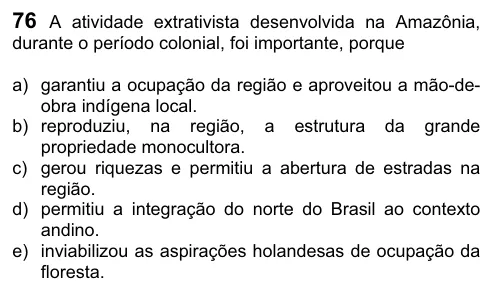 76 A atividade extrativista desenvolvida na Amazônia,
durante o período colonial, foi importante, porque
a) garantiu a ocupação da região e aproveitou a mão-de-
obra indígena local.
b) reproduziu, na região, a estrutura da grande
propriedade monocultora.
c) gerou riquezas e permitiu a abertura de estradas na
região.
d) permitiu a integração do norte do Brasil ao contexto
andino.
e) inviabilizou as aspirações holandesas de ocupação da
floresta.